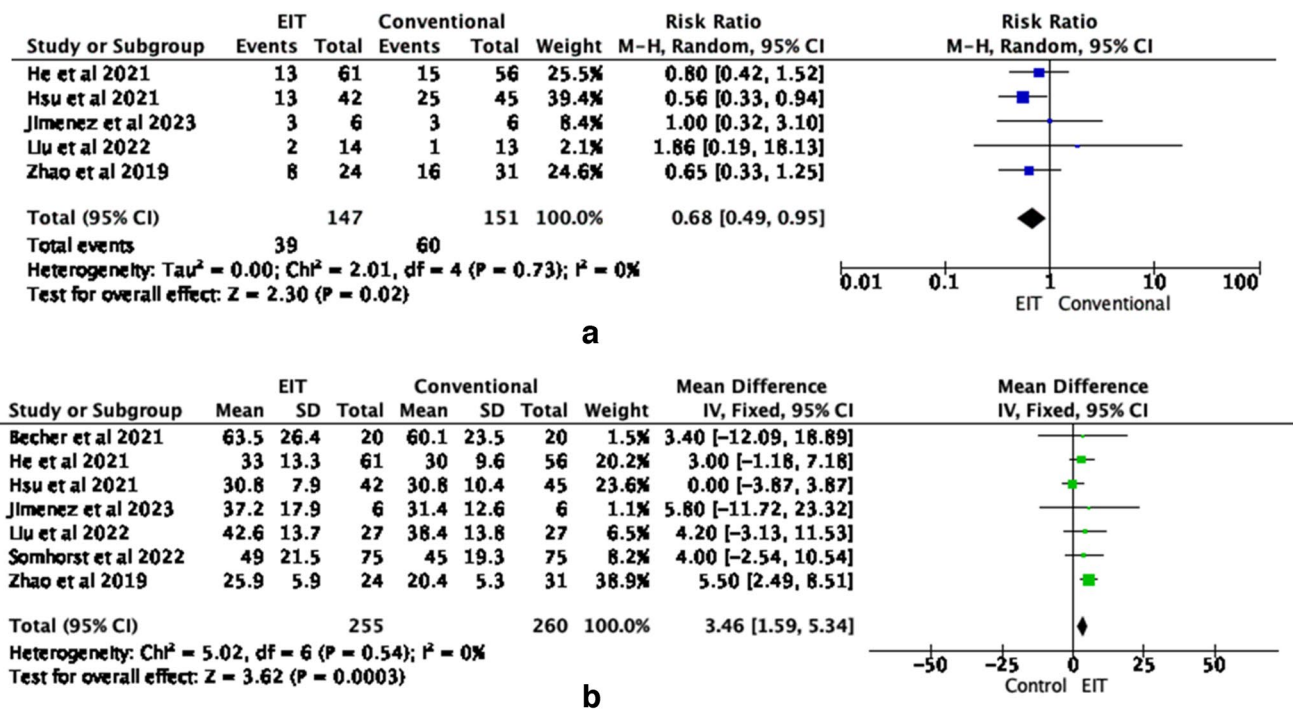 EIT Conventional Risk Ratio Risk Ratio
Study or Subgroup Events Total Events Total Weight M-H, Random, 95% CI M-H, Random, 95% CI
He et al 2021 13 61 15 56 25.5% 0.80 [0.42, 1.52]
Hsu et al 2021 13 42 25 45 39.4% 0.56 [0.33, 0.94]
Jimenez et al 2023 3 6 3 6 8.4% 1.00 [0.32, 3.10]
Liu et al 2022 2 14 1 13 2.1% 1.86 [0.19, 18.13]
Zhao et al 2019 8 24 16 31 24.6% 0.65 [0.33, 1.25]
Total (95% CI) 147 151 100.0% 0.68 [0.49, 0.95]
Total events 39 60
Heterogeneity: Tau² = 0.00; Chi² = 2.01, df = 4 (P = 0.73); I² = 0%
Test for overall effect: Z = 2.30 (P = 0.02)
0.01 0.1 1 10 100
EIT Conventional
a
EIT Conventional Mean Difference Mean Difference
Study or Subgroup Mean SD Total Mean SD Total Weight IV, Fixed, 95% CI IV, Fixed, 95% CI
Becher et al 2021 63.5 26.4 20 60.1 23.5 20 1.5% 3.40 [-12.09, 18.89]
He et al 2021 33 13.3 61 30 9.6 56 20.2% 3.00 [-1.18, 7.18]
Hsu et al 2021 30.8 7.9 42 30.8 10.4 45 23.6% 0.00 [-3.87, 3.87]
Jimenez et al 2023 37.2 17.9 6 31.4 12.6 6 1.1% 5.80 [-11.72, 23.32]
Liu et al 2022 42.6 13.7 27 38.4 13.8 27 6.5% 4.20 [-3.13, 11.53]
Somhorst et al 2022 49 21.5 75 45 19.3 75 8.2% 4.00 [-2.54, 10.54]
Zhao et al 2019 25.9 5.9 24 20.4 5.3 31 38.9% 5.50 [2.49, 8.51]
Total (95% CI) 255 260 100.0% 3.46 [1.59, 5.34]
Heterogeneity: Chi² = 5.02, df = 6 (P = 0.54); I² = 0%
Test for overall effect: Z = 3.62 (P = 0.0003)
-50 -25 0 25 50
Control EIT
b